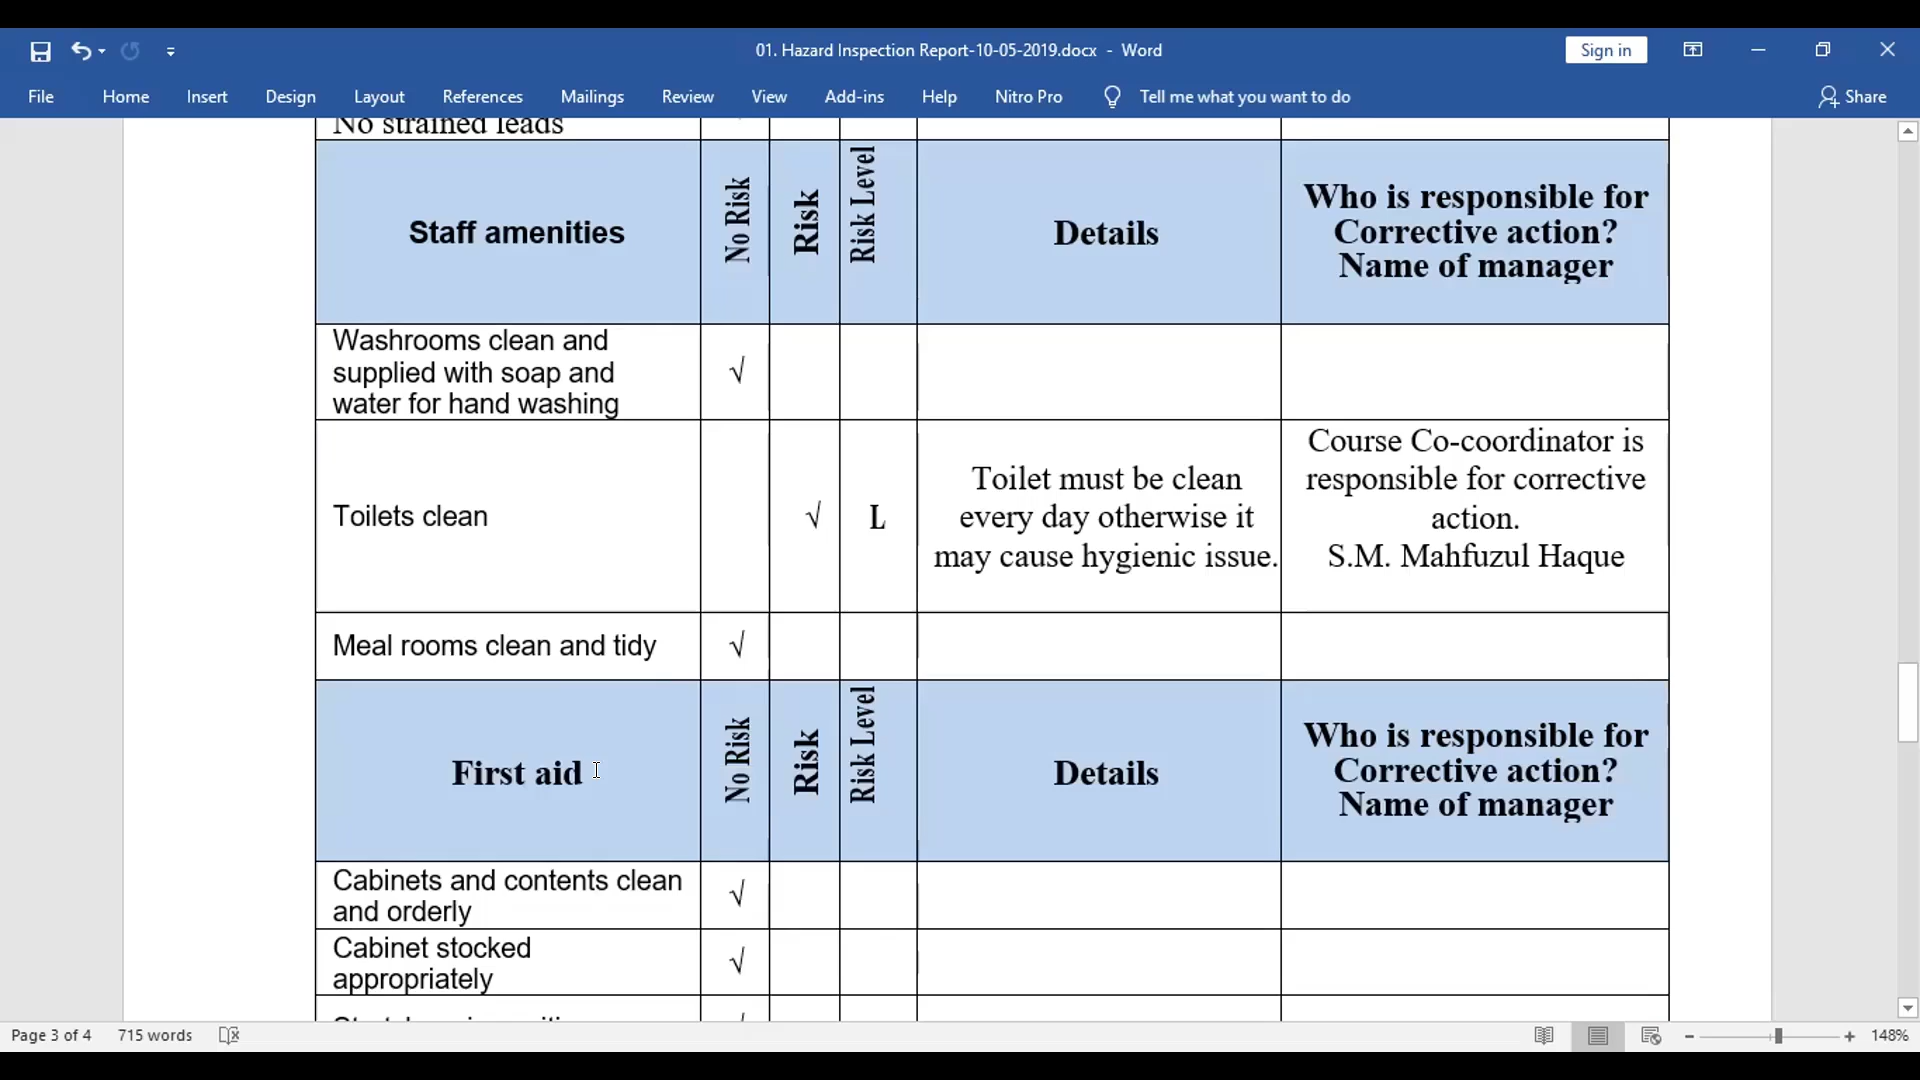 01. Hazard Inspection Report-10-05-2019.docx - Word
Sign in
File Home Insert Design Layout References Mailings Review View Add-ins Help Nitro Pro Tell me what you want to do Share
No strained leads
Staff amenities
No Risk
Risk
Risk Level
Details
Who is responsible for
Corrective action?
Name of manager
Washrooms clean and
supplied with soap and
water for hand washing
√
Toilets clean
√
L
Toilet must be clean
every day otherwise it
may cause hygienic issue.
Course Co-coordinator is
responsible for corrective
action.
S.M. Mahfuzul Haque
Meal rooms clean and tidy
√
First aid
No Risk
Risk
Risk Level
Details
Who is responsible for
Corrective action?
Name of manager
Cabinets and contents clean
and orderly
√
Cabinet stocked
appropriately
√
Page 3 of 4 715 words
148%